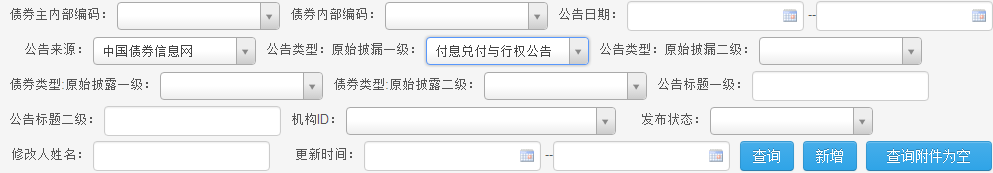 债券主内部编码： 债券内部编码： 公告日期： --
公告来源： 中国债券信息网 公告类型：原始披漏一级： 付息兑付与行权公告 公告类型：原始披漏二级：
债券类型:原始披露一级： 债券类型:原始披露二级： 公告标题一级：
公告标题二级： 机构ID： 发布状态：
修改人姓名： 更新时间： -- 查询 新增 查询附件为空